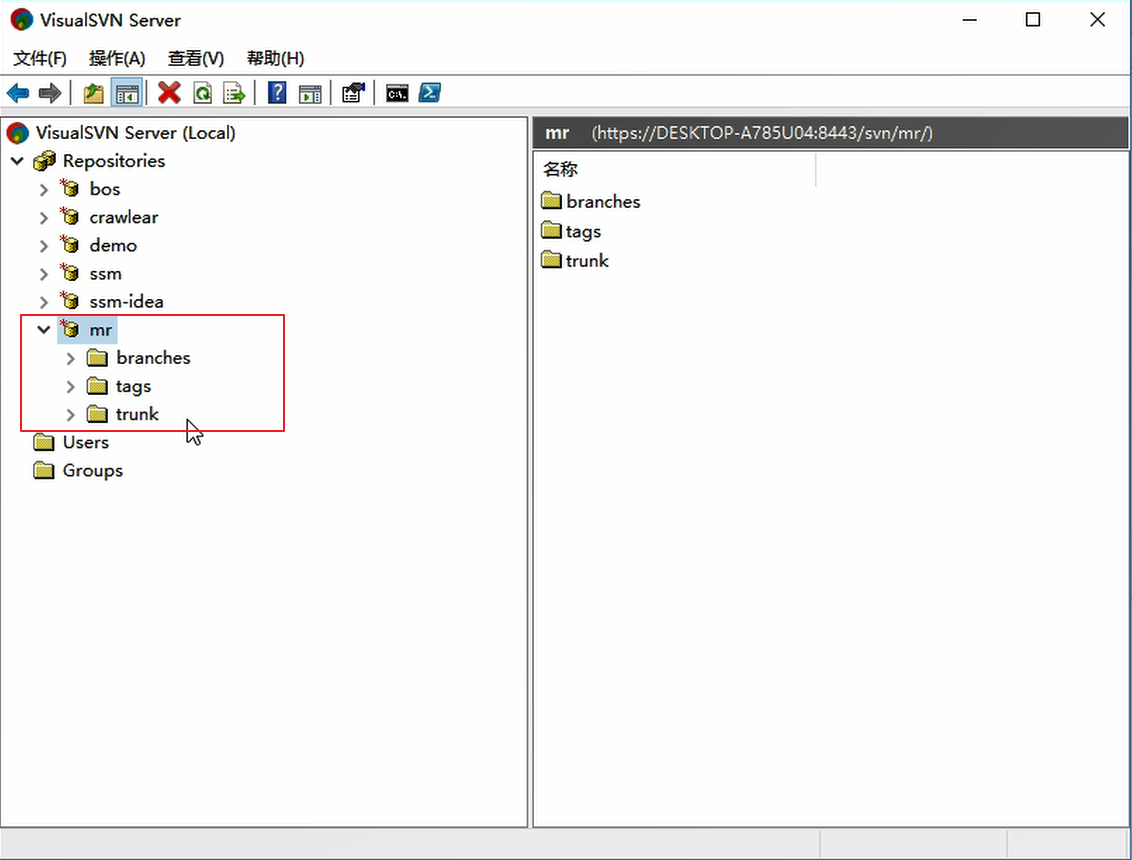 VisualSVN Server
文件(F) 操作(A) 查看(V) 帮助(H)
VisualSVN Server (Local)
Repositories
bos
crawlear
demo
ssm
ssm-idea
mr
branches
tags
trunk
Users
Groups
mr (https://DESKTOP-A785U04:8443/svn/mr/)
名称
branches
tags
trunk